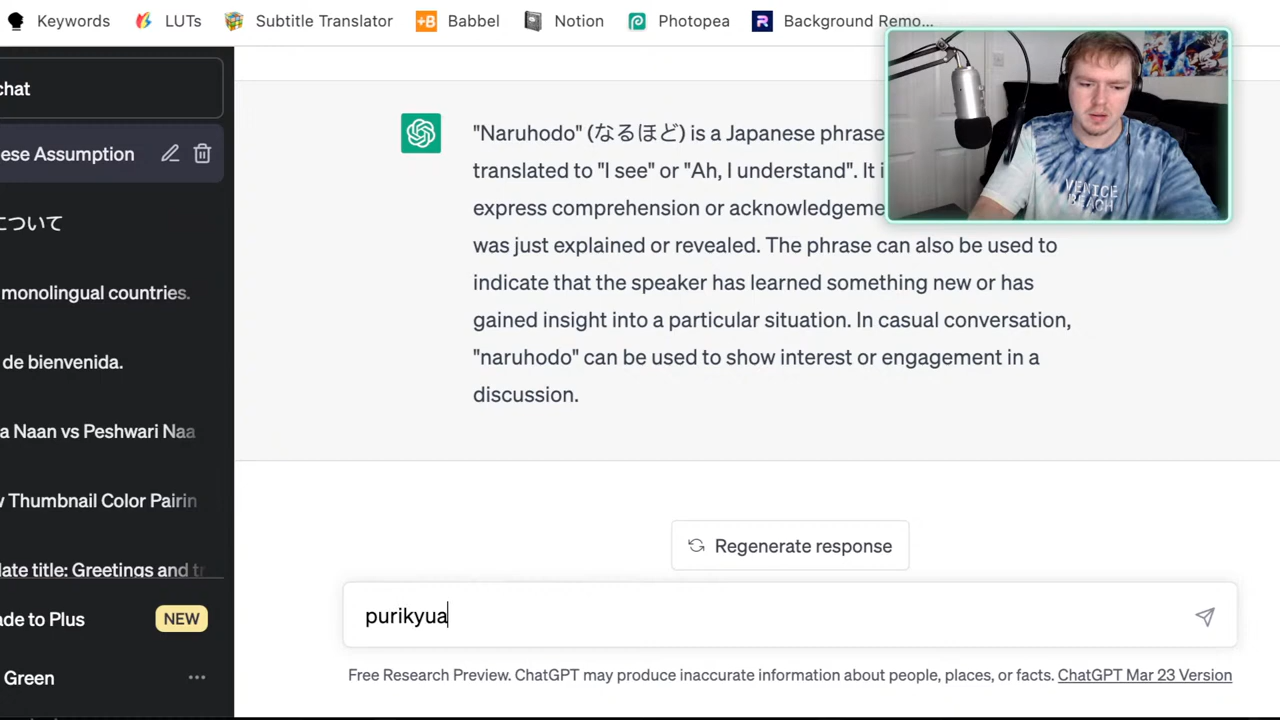 Keywords LUTs Subtitle Translator Babbel Notion Photopea Background Remo...
chat
ese Assumption
について
monolingual countries.
de bienvenida.
a Naan vs Peshwari Naa
w Thumbnail Color Pairin
late title: Greetings and tr
ade to Plus NEW
Green
"Naruhodo" (なるほど) is a Japanese phrase
translated to "I see" or "Ah, I understand". It i
express comprehension or acknowledgeme
was just explained or revealed. The phrase can also be used to
indicate that the speaker has learned something new or has
gained insight into a particular situation. In casual conversation,
"naruhodo" can be used to show interest or engagement in a
discussion.
VENICE
BEACH
Regenerate response
purikyua
Free Research Preview. ChatGPT may produce inaccurate information about people, places, or facts. ChatGPT Mar 23 Version